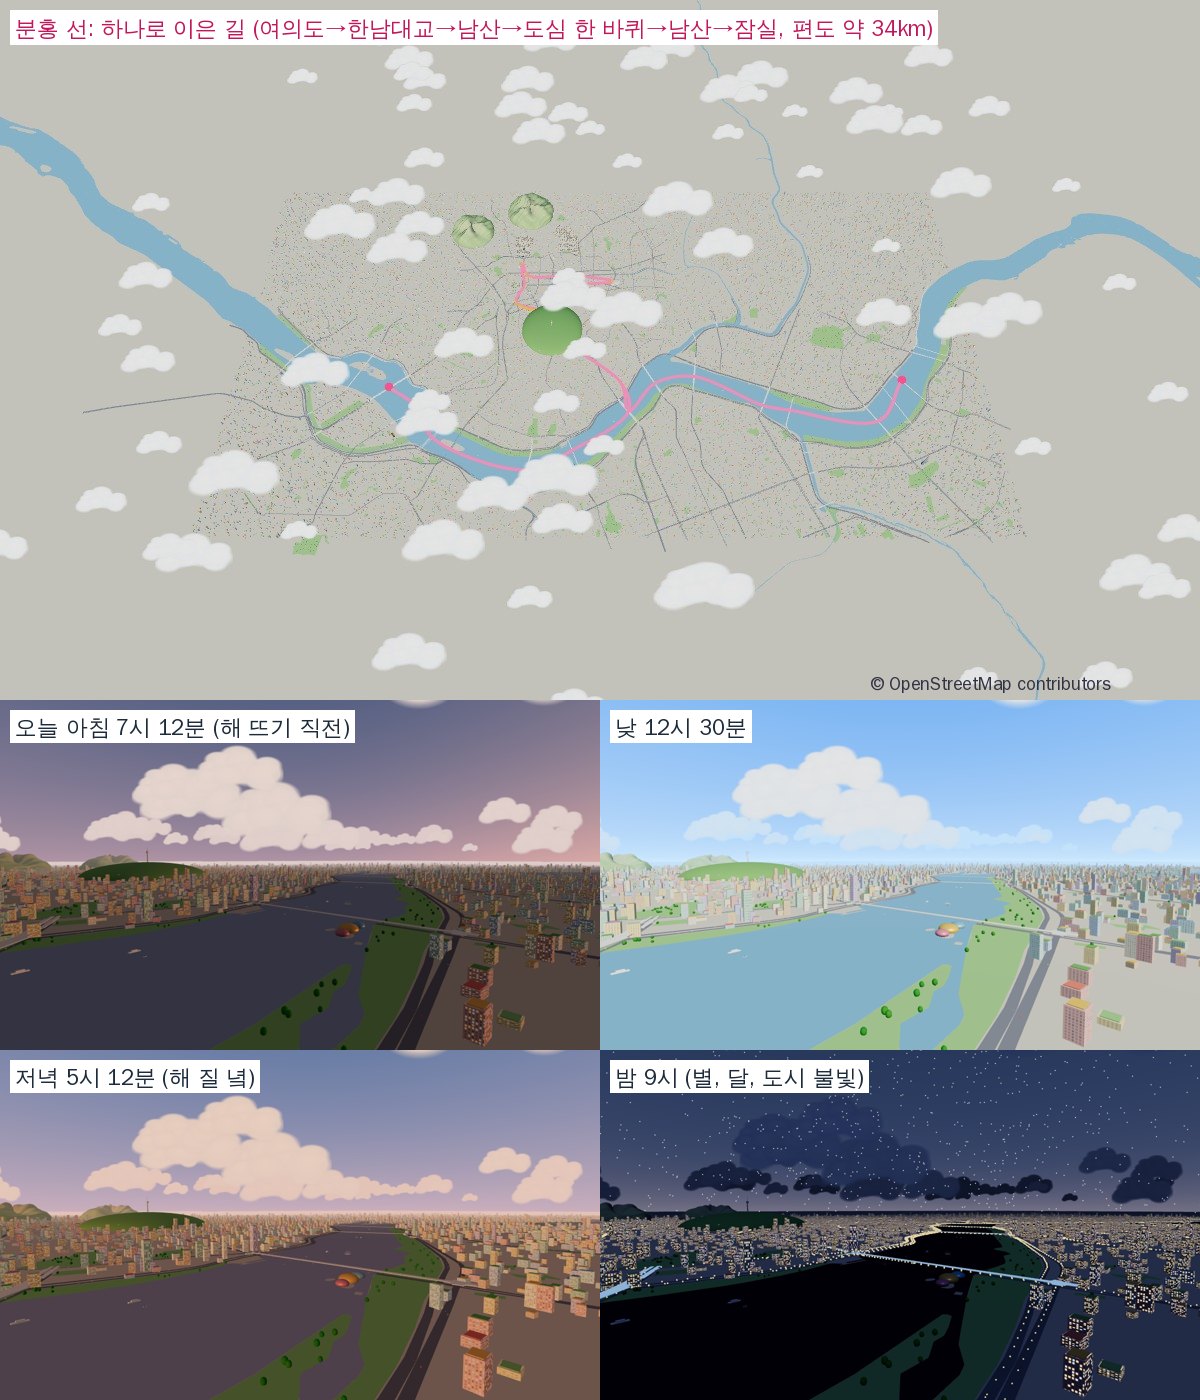 분홍 선: 하나로 이은 길 (여의도→한남대교→남산→도심 한 바퀴→남산→잠실, 편도 약 34km)
© OpenStreetMap contributors
오늘 아침 7시 12분 (해 뜨기 직전)
낮 12시 30분
저녁 5시 12분 (해 질 녘)
밤 9시 (별, 달, 도시 불빛)